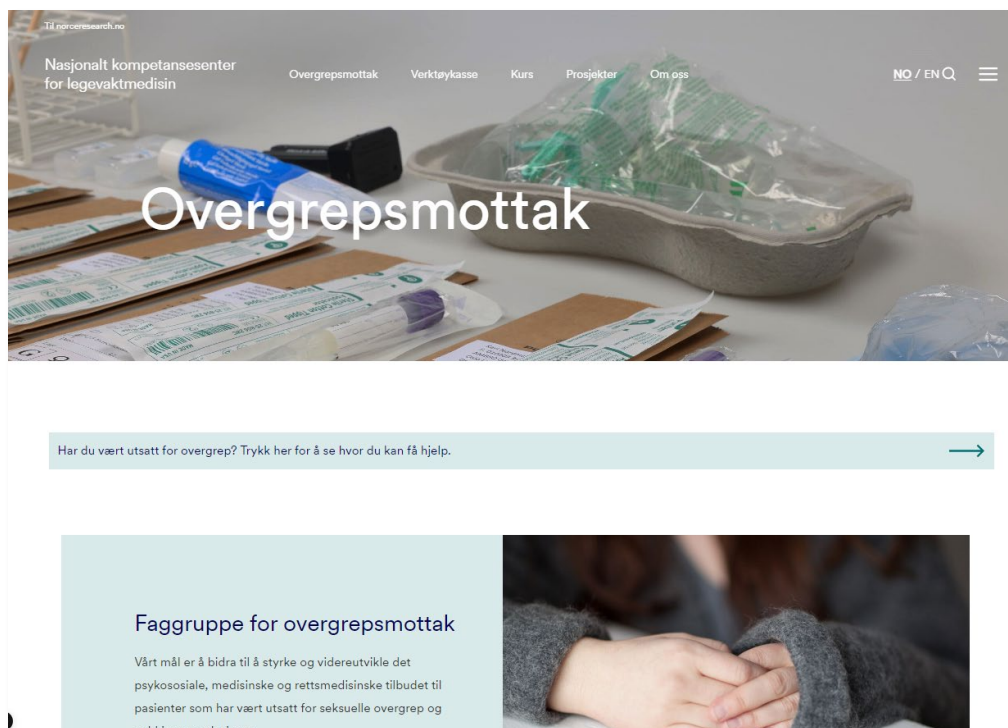 Til norceresearch.no
Nasjonalt kompetansesenter
for legevaktmedisin
Overgrepsmottak
Verktøykasse
Kurs
Prosjekter
Om oss
NO / EN
Overgrepsmottak
Har du vært utsatt for overgrep? Trykk her for å se hvor du kan få hjelp.
Faggruppe for overgrepsmottak
Vårt mål er å bidra til å styrke og videreutvikle det
psykososiale, medisinske og rettsmedisinske tilbudet til
pasienter som har vært utsatt for seksuelle overgrep og